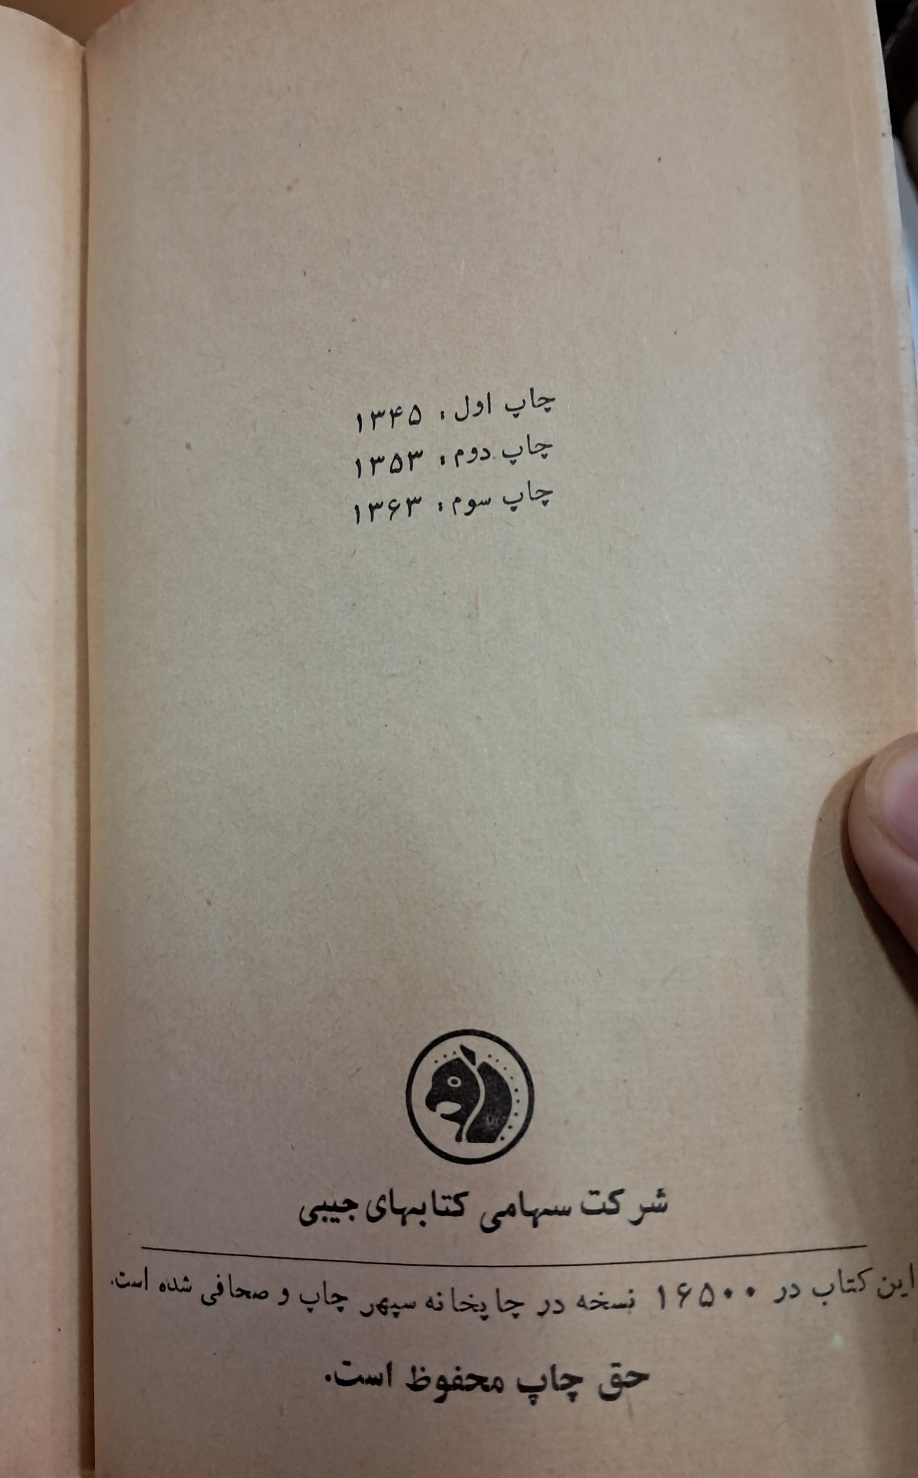 چاپ اول: ۱۳۴۵
چاپ دوم: ۱۳۵۳
چاپ سوم: ۱۳۶۳
شرکت سهامی کتابهای جیبی
این کتاب در ۱۶۵۰۰ نسخه در چاپخانه سپهر چاپ و صحافی شده است.
حق چاپ محفوظ است.